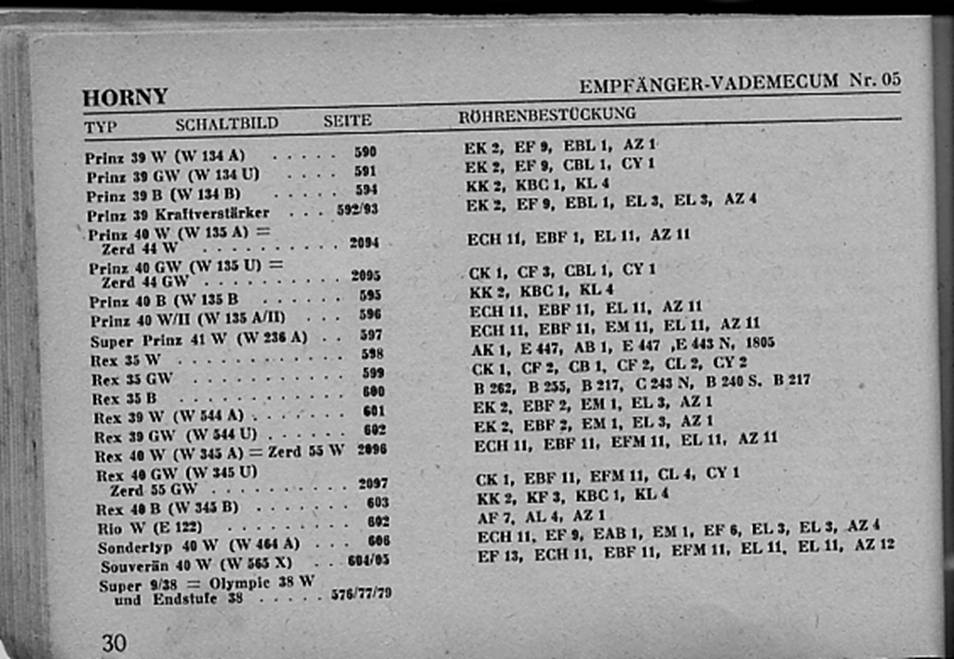 HORNY EMPFÄNGER-VADEMECUM Nr. 05
TYP SCHALTBILD SEITE RÖHRENBESTÜCKUNG
Prinz 39 W (W 134 A) . . . . . 590 EK 2, EF 9, EBL 1, AZ 1
Prinz 39 GW (W 134 U) . . . . 591 EK 2, EF 9, CBL 1, CY 1
Prinz 39 B (W 134 B) . . . . . 594 KK 2, KBC 1, KL 4
Prinz 39 Kraftverstärker . . . 592/93 EK 2, EF 9, EBL 1, EL 3, EL 3, AZ 4
Prinz 40 W (W 135 A) =
Zerd 44 W . . . . . . . . . . 2094 ECH 11, EBF 1, EL 11, AZ 11
Prinz 40 GW (W 135 U) =
Zerd 44 GW . . . . . . . . . . 2095 CK 1, CF 3, CBL 1, CY 1
Prinz 40 B (W 135 B . . . . . . 595 KK 2, KBC 1, KL 4
Prinz 40 W/II (W 135 A/II) . . . 596 ECH 11, EBF 11, EL 11, AZ 11
Super Prinz 41 W (W 236 A) . . 597 ECH 11, EBF 11, EM 11, EL 11, AZ 11
Rex 35 W . . . . . . . . . . . . 598 AK 1, E 447, AB 1, E 447 ,E 443 N, 1805
Rex 35 GW . . . . . . . . . . . 599 CK 1, CF 2, CB 1, CF 2, CL 2, CY 2
Rex 35 B . . . . . . . . . . . . 600 B 262, B 255, B 217, C 243 N, B 240 S. B 217
Rex 39 W (W 544 A) . . . . . . . 601 EK 2, EBF 2, EM 1, EL 3, AZ 1
Rex 39 GW (W 544 U) . . . . . . 602 EK 2, EBF 2, EM 1, EL 3, AZ 1
Rex 40 W (W 345 A) = Zerd 55 W 2096 ECH 11, EBF 11, EFM 11, EL 11, AZ 11
Rex 40 GW (W 345 U)
Zerd 55 GW . . . . . . . . . . 2097 CK 1, EBF 11, EFM 11, CL 4, CY 1
Rex 40 B (W 345 B) . . . . . . . 603 KK 2, KF 3, KBC 1, KL 4
Rio W (E 122) . . . . . . . . . 602 AF 7, AL 4, AZ 1
Sondertyp 40 W (W 464 A) . . . 606 ECH 11, EF 9, EAB 1, EM 1, EF 6, EL 3, EL 3, AZ 4
Souverän 40 W (W 565 X) . . 604/05 EF 13, ECH 11, EBF 11, EFM 11, EL 11, EL 11, AZ 12
Super 9/38 = Olympic 38 W
und Endstufe 38 . . . . . 576/77/79
30